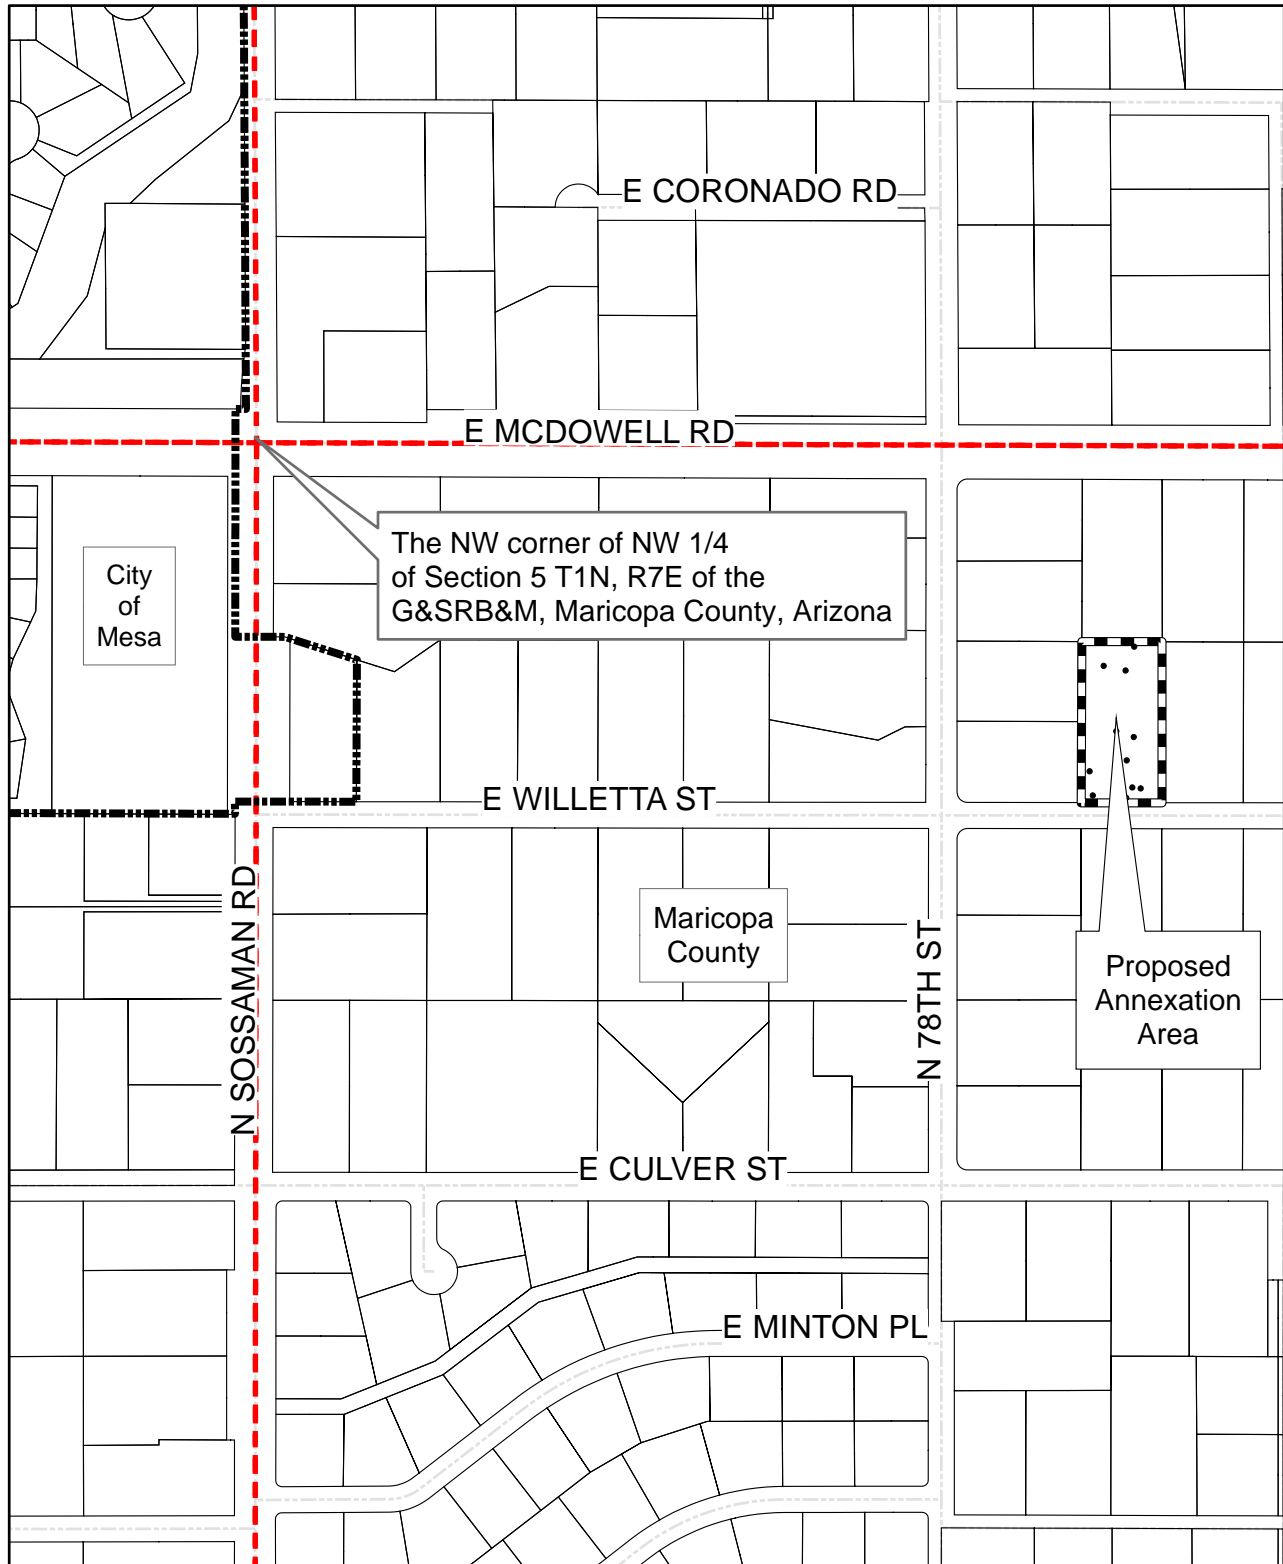 E CORONADO RD
E MCDOWELL RD
The NW corner of NW 1/4
of Section 5 T1N, R7E of the
G&SRB&M, Maricopa County, Arizona
City
of
Mesa
E WILLETTA ST
N SOSSAMAN RD
Maricopa
County
N 78TH ST
Proposed
Annexation
Area
E CULVER ST
E MINTON PL